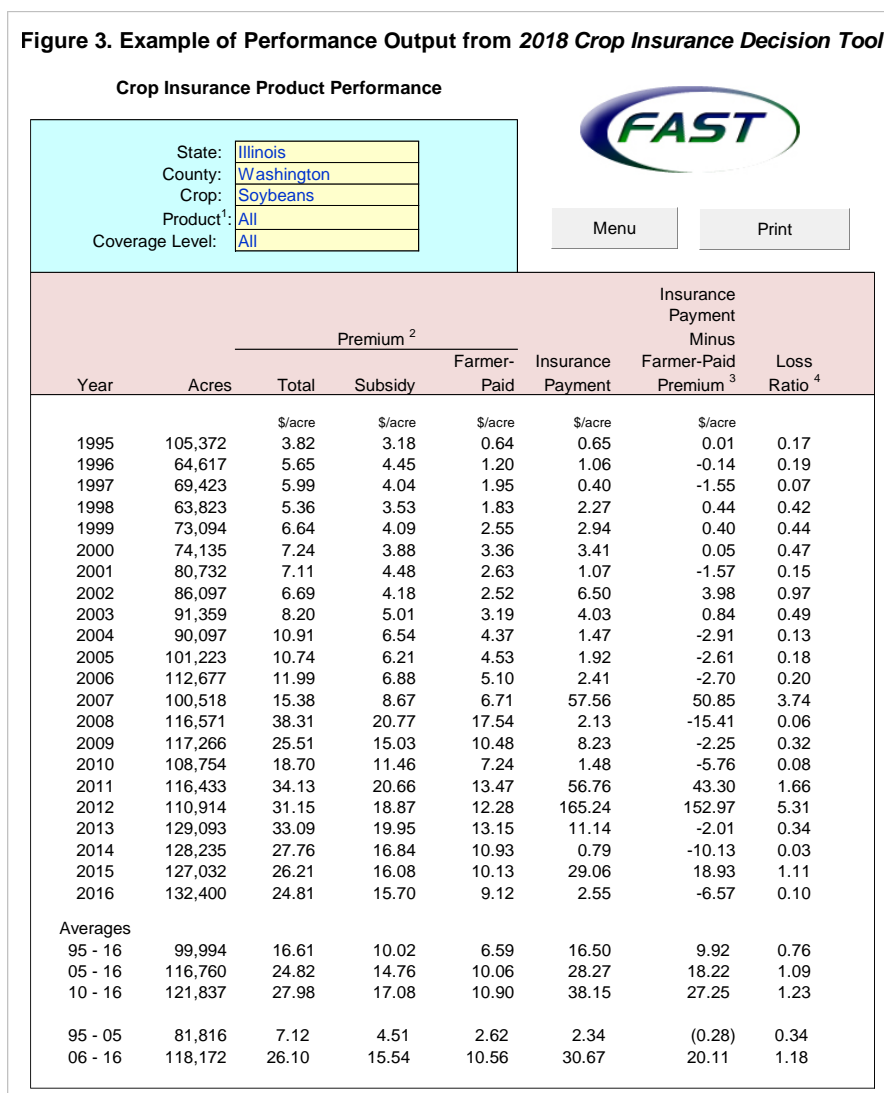 Figure 3. Example of Performance Output from 2018 Crop Insurance Decision Tool
Crop Insurance Product Performance
FAST
State: Illinois
County: Washington
Crop: Soybeans
Product1: All
Coverage Level: All
Menu Print
Insurance
Payment
Premium 2 Minus
Farmer- Insurance Farmer-Paid Loss
Year Acres Total Subsidy Paid Payment Premium 3 Ratio 4
$/acre $/acre $/acre $/acre $/acre
1995 105,372 3.82 3.18 0.64 0.65 0.01 0.17
1996 64,617 5.65 4.45 1.20 1.06 -0.14 0.19
1997 69,423 5.99 4.04 1.95 0.40 -1.55 0.07
1998 63,823 5.36 3.53 1.83 2.27 0.44 0.42
1999 73,094 6.64 4.09 2.55 2.94 0.40 0.44
2000 74,135 7.24 3.88 3.36 3.41 0.05 0.47
2001 80,732 7.11 4.48 2.63 1.07 -1.57 0.15
2002 86,097 6.69 4.18 2.52 6.50 3.98 0.97
2003 91,359 8.20 5.01 3.19 4.03 0.84 0.49
2004 90,097 10.91 6.54 4.37 1.47 -2.91 0.13
2005 101,223 10.74 6.21 4.53 1.92 -2.61 0.18
2006 112,677 11.99 6.88 5.10 2.41 -2.70 0.20
2007 100,518 15.38 8.67 6.71 57.56 50.85 3.74
2008 116,571 38.31 20.77 17.54 2.13 -15.41 0.06
2009 117,266 25.51 15.03 10.48 8.23 -2.25 0.32
2010 108,754 18.70 11.46 7.24 1.48 -5.76 0.08
2011 116,433 34.13 20.66 13.47 56.76 43.30 1.66
2012 110,914 31.15 18.87 12.28 165.24 152.97 5.31
2013 129,093 33.09 19.95 13.15 11.14 -2.01 0.34
2014 128,235 27.76 16.84 10.93 0.79 -10.13 0.03
2015 127,032 26.21 16.08 10.13 29.06 18.93 1.11
2016 132,400 24.81 15.70 9.12 2.55 -6.57 0.10
Averages
95 - 16 99,994 16.61 10.02 6.59 16.50 9.92 0.76
05 - 16 116,760 24.82 14.76 10.06 28.27 18.22 1.09
10 - 16 121,837 27.98 17.08 10.90 38.15 27.25 1.23
95 - 05 81,816 7.12 4.51 2.62 2.34 (0.28) 0.34
06 - 16 118,172 26.10 15.54 10.56 30.67 20.11 1.18